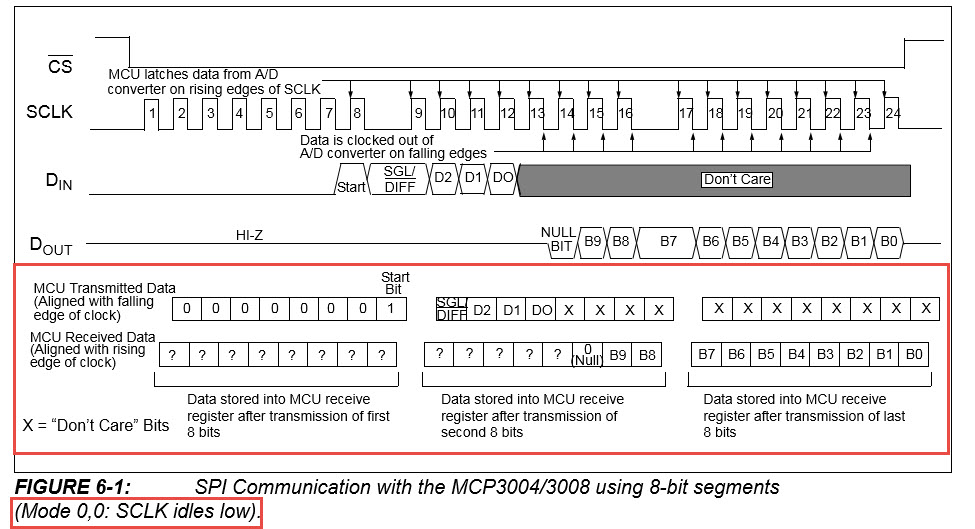 CS
MCU latches data from A/D
converter on rising edges of SCLK
SCLK
1 2 3 4 5 6 7 8 9 10 11 12 13 14 15 16 17 18 19 20 21 22 23 24
Data is clocked out of
A/D converter on falling edges
DIN
Start SGL/DIFF D2 D1 DO Don't Care
DOUT
HI-Z
NULL BIT B9 B8 B7 B6 B5 B4 B3 B2 B1 B0
MCU Transmitted Data
(Aligned with falling
edge of clock)
Start
Bit
0 0 0 0 0 0 0 1 SGL/DIFF D2 D1 DO X X X X X X X X X X X X
MCU Received Data
(Aligned with rising
edge of clock)
? ? ? ? ? ? ? ? ? ? ? ? ? 0 (Null) B9 B8 B7 B6 B5 B4 B3 B2 B1 B0
Data stored into MCU receive
register after transmission of first
8 bits
Data stored into MCU receive
register after transmission of
second 8 bits
Data stored into MCU receive
register after transmission of last
8 bits
X = “Don't Care” Bits
FIGURE 6-1: SPI Communication with the MCP3004/3008 using 8-bit segments
(Mode 0,0: SCLK idles low).